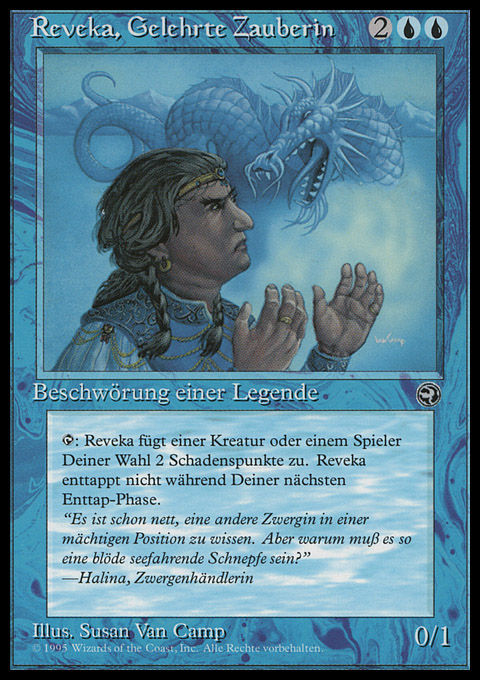 Reveka, Gelehrte Zauberin 2
Beschwörung einer Legende
: Reveka fügt einer Kreatur oder einem Spieler
Deiner Wahl 2 Schadenspunkte zu. Reveka
enttappt nicht während Deiner nächsten
Enttap-Phase.
“Es ist schon nett, eine andere Zwergin in einer
mächtigen Position zu wissen. Aber warum muß es so
eine blöde seefahrende Schnepfe sein?”
—Halina, Zwergenhändlerin
Illus. Susan Van Camp
0/1
© 1995 Wizards of the Coast, Inc. Alle Rechte vorbehalten.